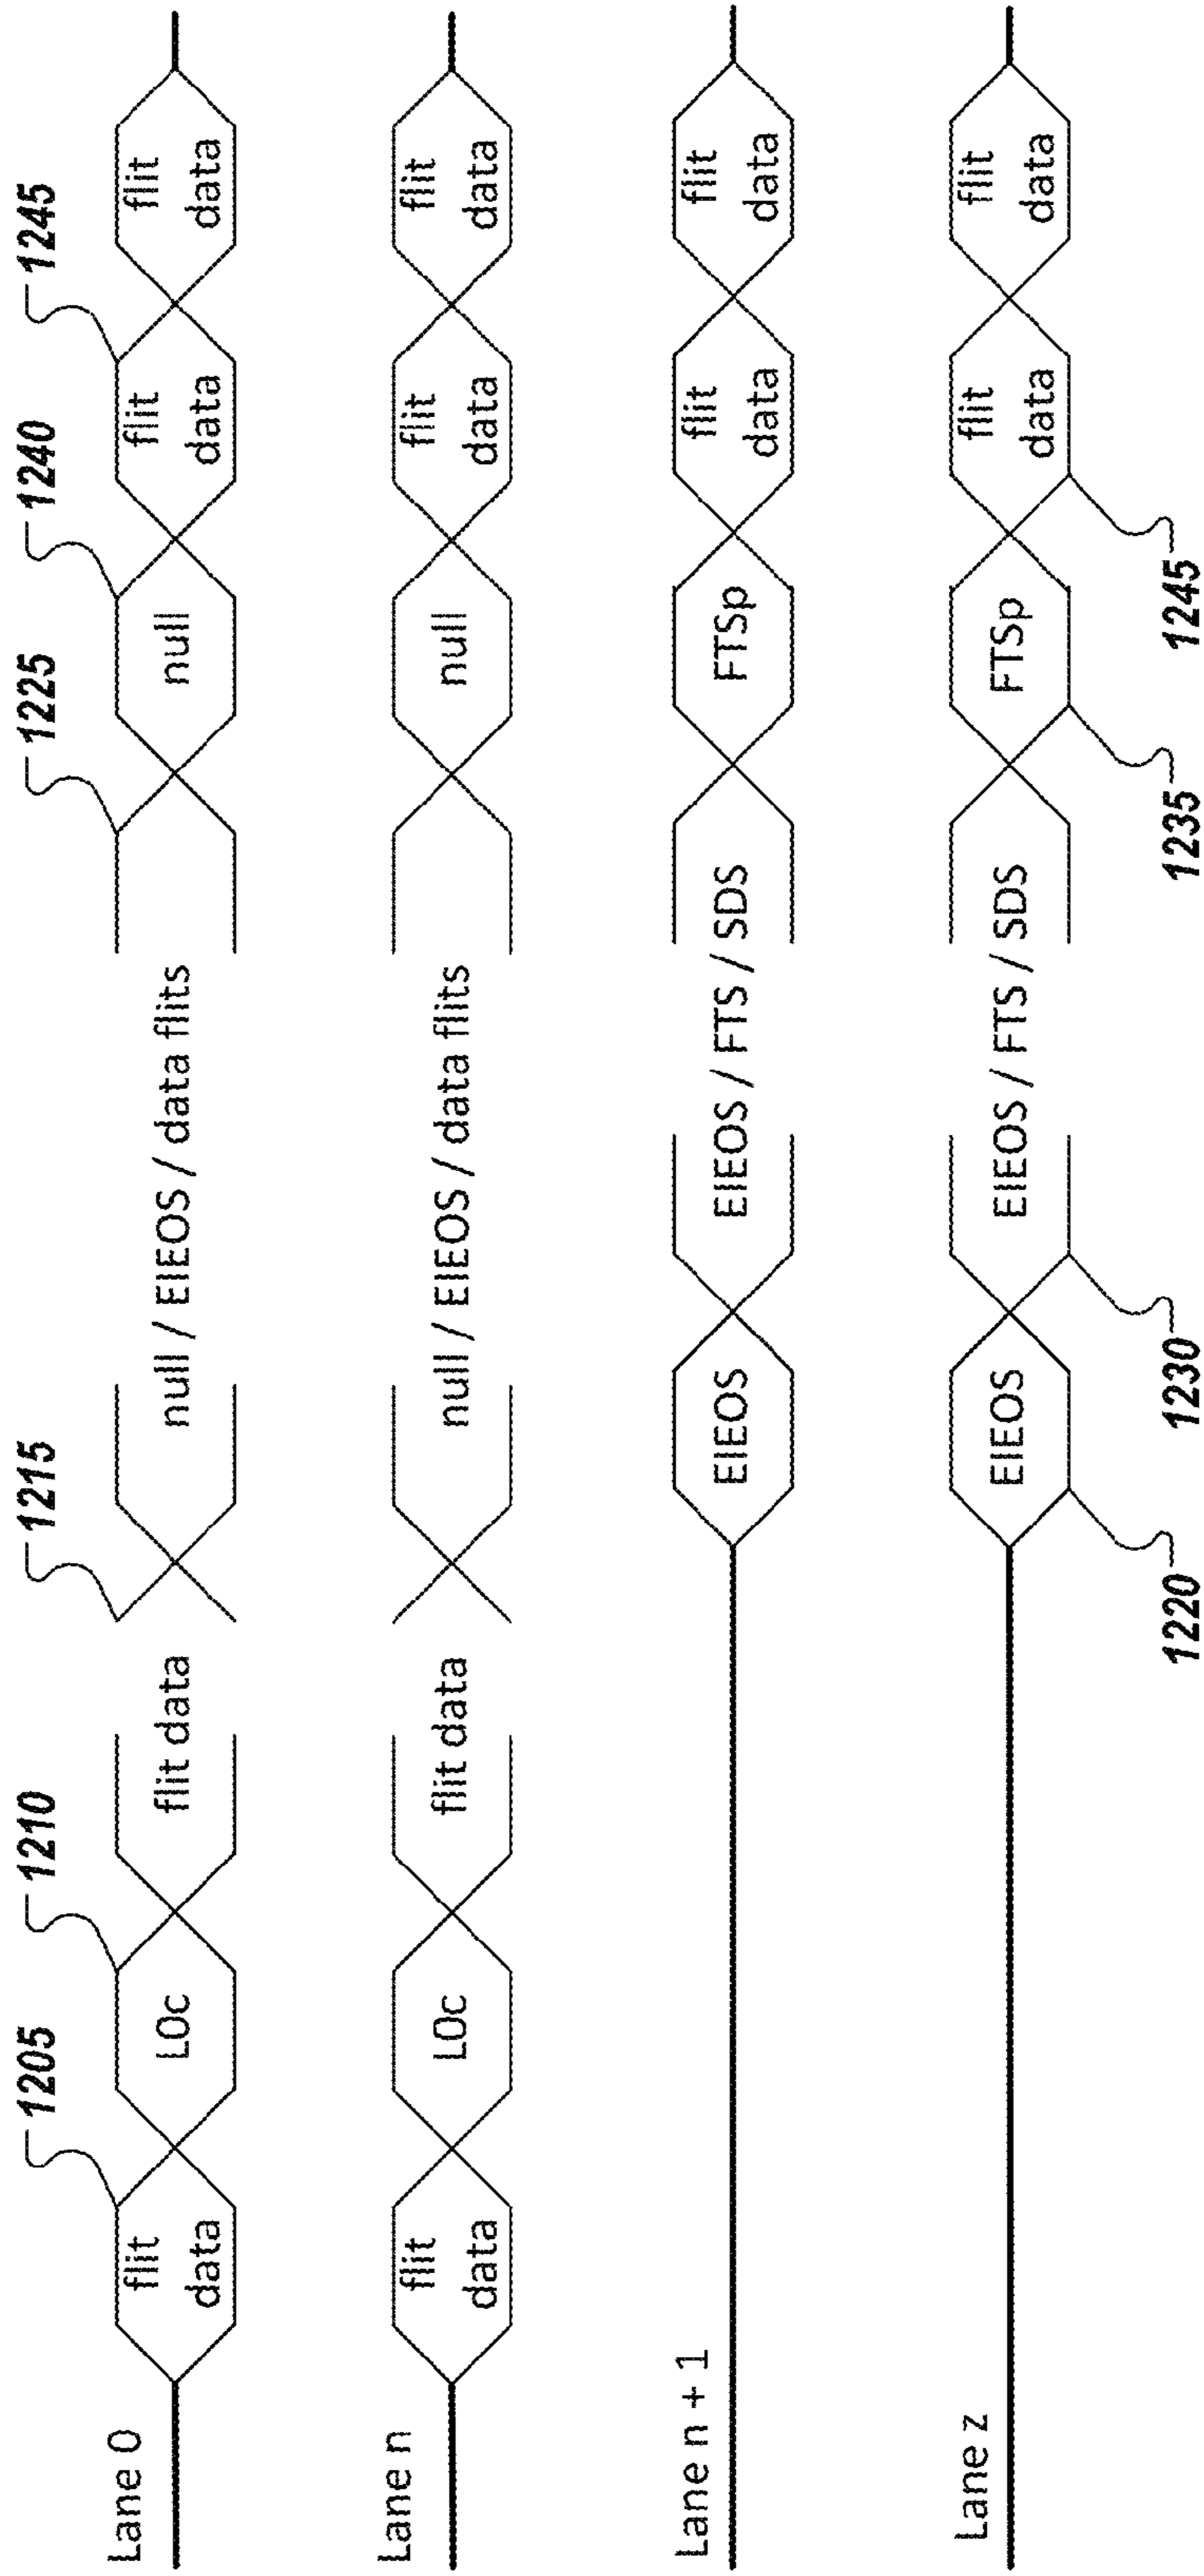 1205 1210 1215 1225 1240 1245
Lane 0
flit data
L0c
flit data
null / EIEOS / data flits
null
flit data
flit data
Lane n
flit data
L0c
flit data
null / EIEOS / data flits
null
flit data
flit data
Lane n + 1
EIEOS
EIEOS / FTS / SDS
FTSp
flit data
flit data
Lane z
EIEOS
EIEOS / FTS / SDS
FTSp
flit data
flit data
1220 1230 1235 1245